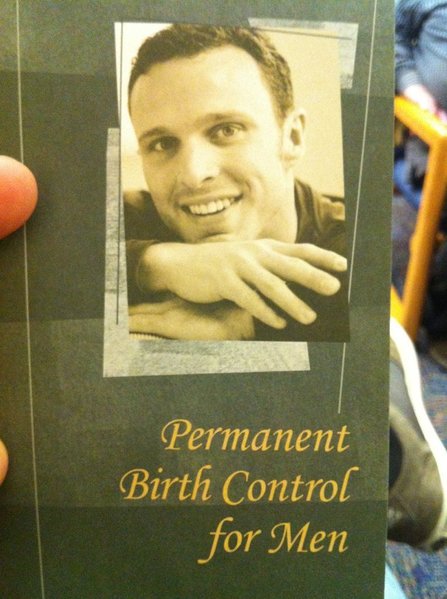 Permanent
Birth Control
for Men